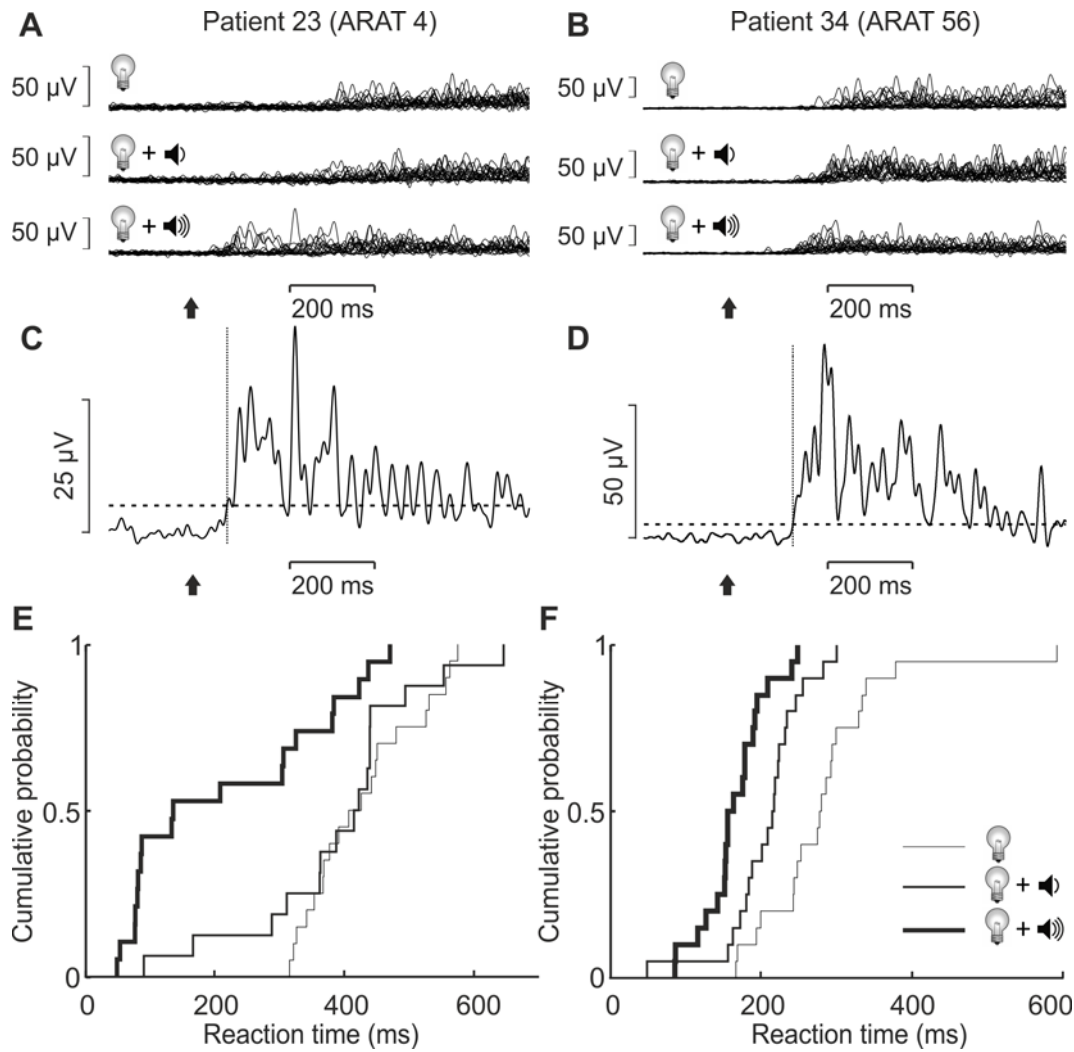 A Patient 23 (ARAT 4)
50 µV
50 µV +
50 µV +
200 ms
B Patient 34 (ARAT 56)
50 µV
50 µV +
50 µV +
200 ms
C
25 µV
200 ms
D
50 µV
200 ms
E
Cumulative probability
1
0.5
0
0 200 400 600
Reaction time (ms)
F
Cumulative probability
1
0.5
0
0 200 400 600
Reaction time (ms)
+
+